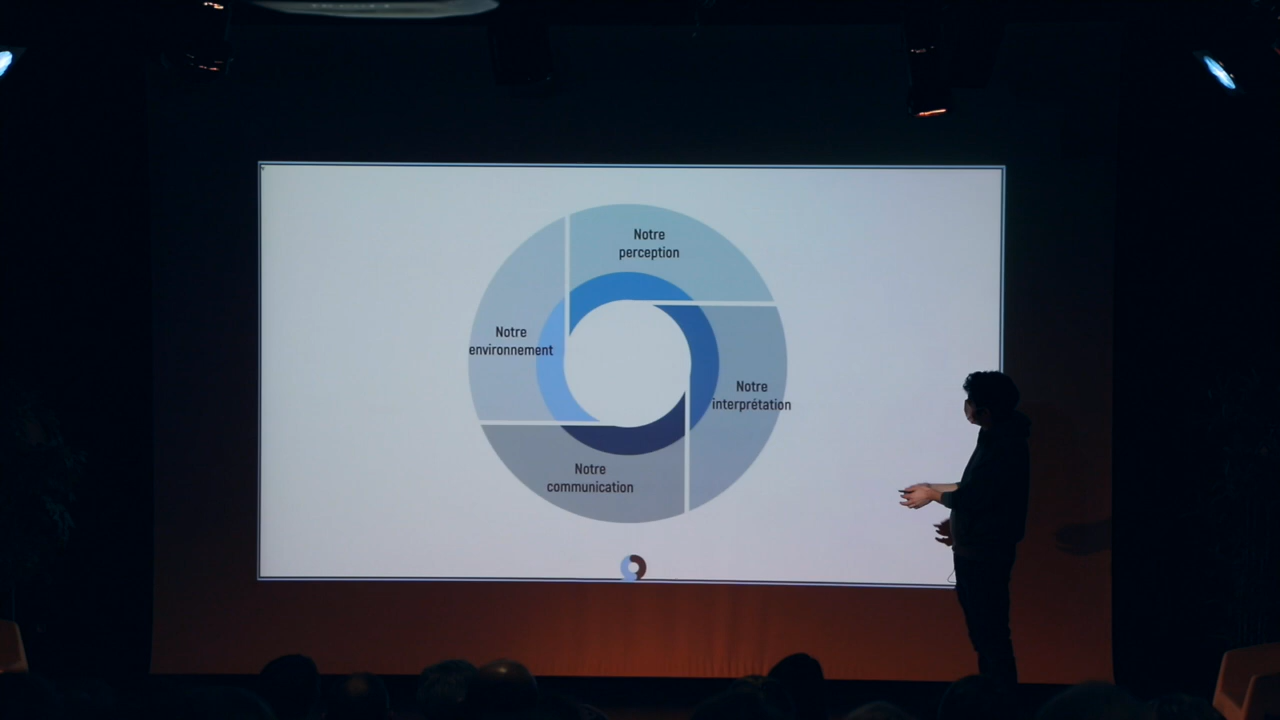 Notre
perception
Notre
environnement
Notre
interprétation
Notre
communication